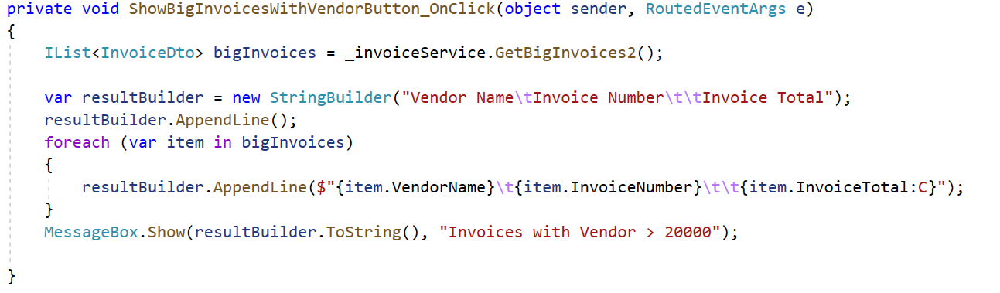 private void ShowBigInvoicesWithVendorButton_OnClick(object sender, RoutedEventArgs e)
{
    IList<InvoiceDto> bigInvoices = _invoiceService.GetBigInvoices2();

    var resultBuilder = new StringBuilder("Vendor Name\tInvoice Number\t\tInvoice Total");
    resultBuilder.AppendLine();
    foreach (var item in bigInvoices)
    {
        resultBuilder.AppendLine($"{item.VendorName}\t{item.InvoiceNumber}\t\t{item.InvoiceTotal:C}");
    }
    MessageBox.Show(resultBuilder.ToString(), "Invoices with Vendor > 20000");

}